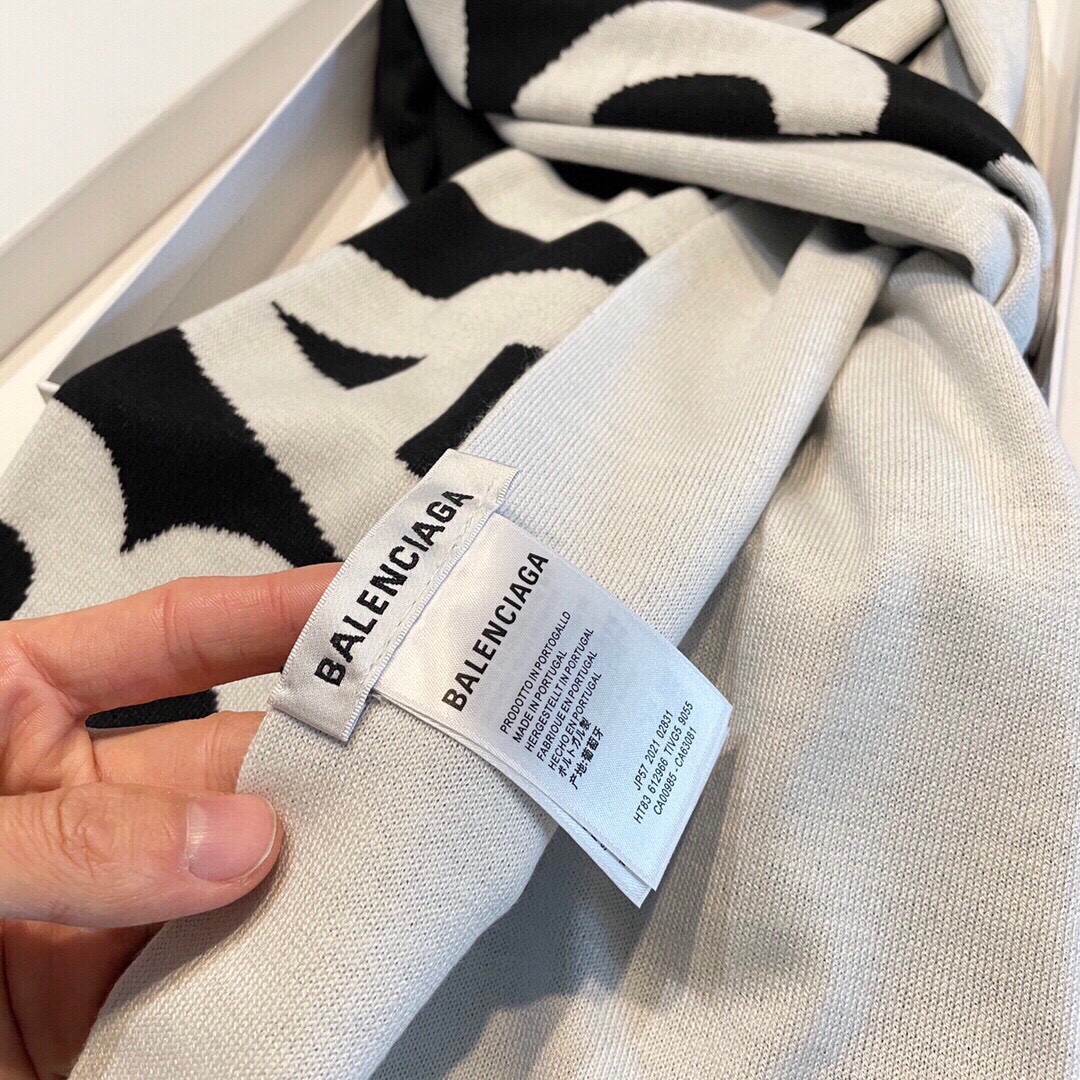 BALENCIAGA
BALENCIAGA
PRODOTTO IN PORTOGALLO
MADE IN PORTUGAL
HERGESTELLT IN PORTUGAL
FABRIQUE EN PORTUGAL
HECHO EN PORTUGAL
ポルトガル製
产地:葡萄牙
JP57 2021 02831
HT83 612966 TIVG5 9055
CA00985 - CA63081